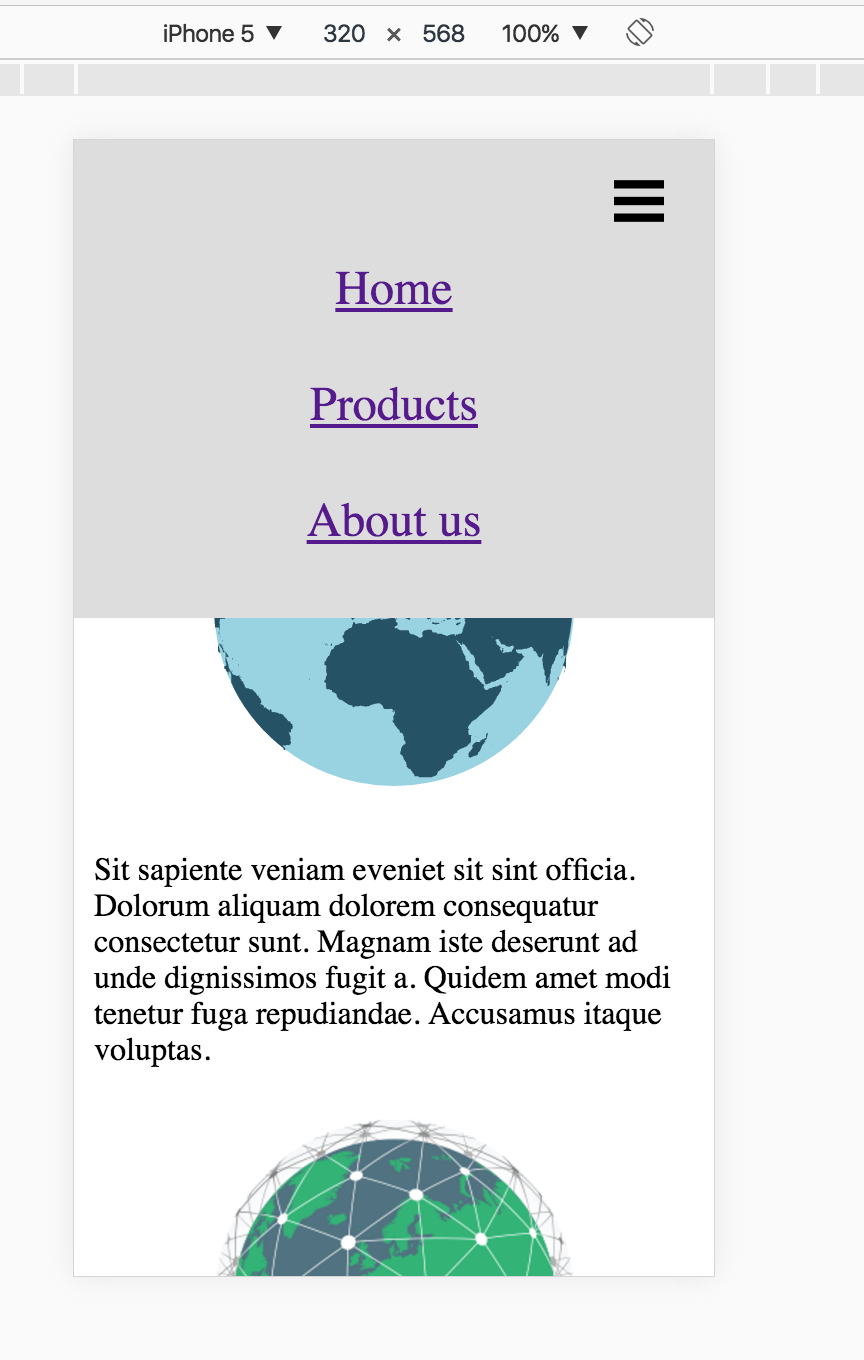 iPhone 5 ▼ 320 × 568 100% ▼
Home
Products
About us
Sit sapiente veniam eveniet sit sint officia.
Dolorum aliquam dolorem consequatur
consectetur sunt. Magnam iste deserunt ad
unde dignissimos fugit a. Quidem amet modi
tenetur fuga repudiandae. Accusamus itaque
voluptas.